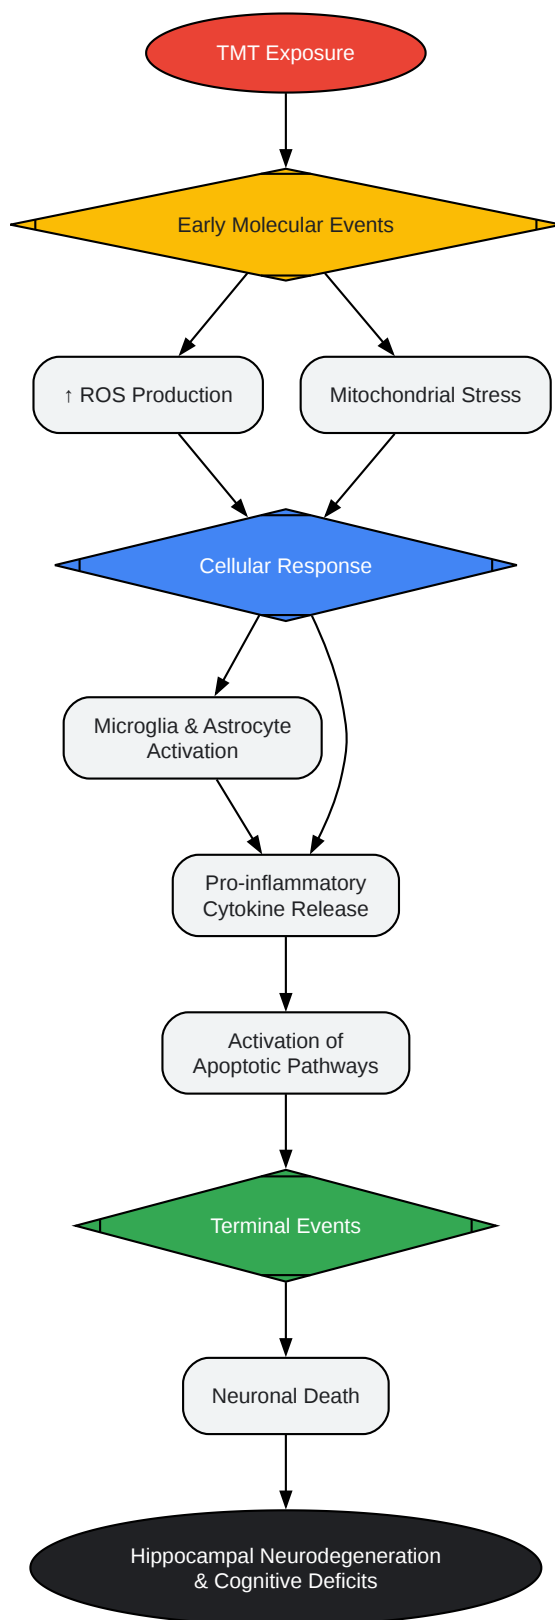 TMT Exposure
Early Molecular Events
↑ ROS Production
Mitochondrial Stress
Cellular Response
Microglia & Astrocyte
Activation
Pro-inflammatory
Cytokine Release
Activation of
Apoptotic Pathways
Terminal Events
Neuronal Death
Hippocampal Neurodegeneration
& Cognitive Deficits